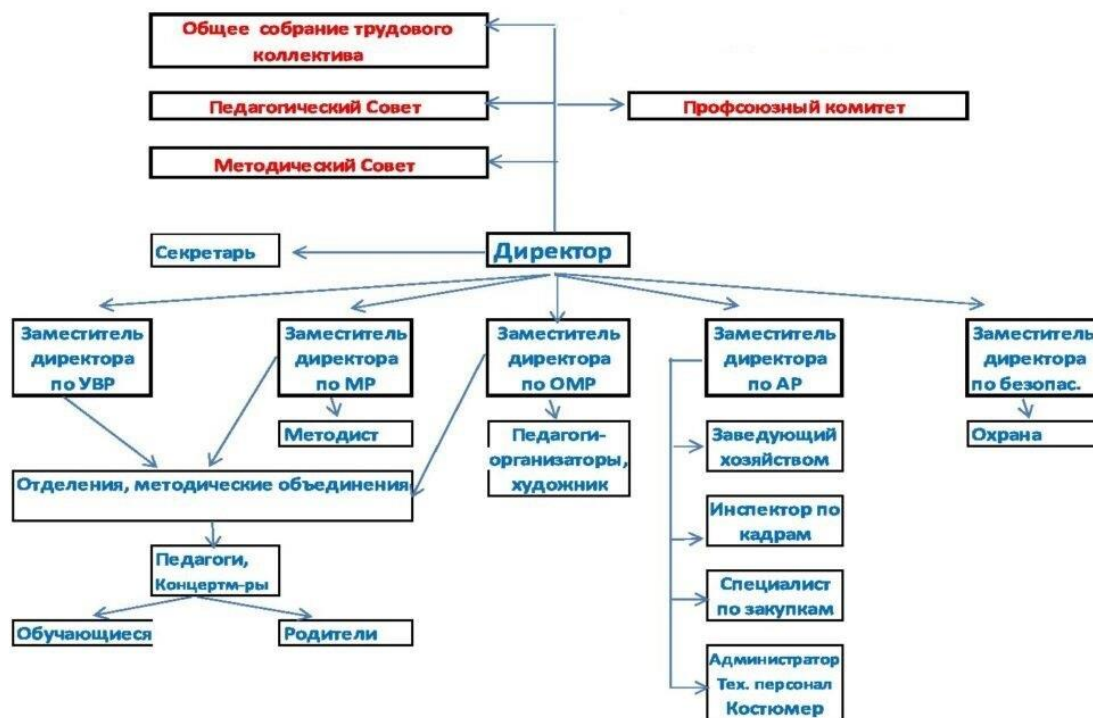 Общее собрание трудового
коллектива
Педагогический Совет
Профсоюзный комитет
Методический Совет
Секретарь
Директор
Заместитель
директора
по УВР
Заместитель
директора
по МР
Заместитель
директора
по ОМР
Заместитель
директора
по АР
Заместитель
директора
по безопас.
Методист
Педагоги-
организаторы,
художник
Заведующий
хозяйством
Охрана
Отделения, методические объединения
Инспектор по
кадрам
Педагоги,
Концертм-ры
Специалист
по закупкам
Обучающиеся
Родители
Администратор
Тех. персонал
Костюмер